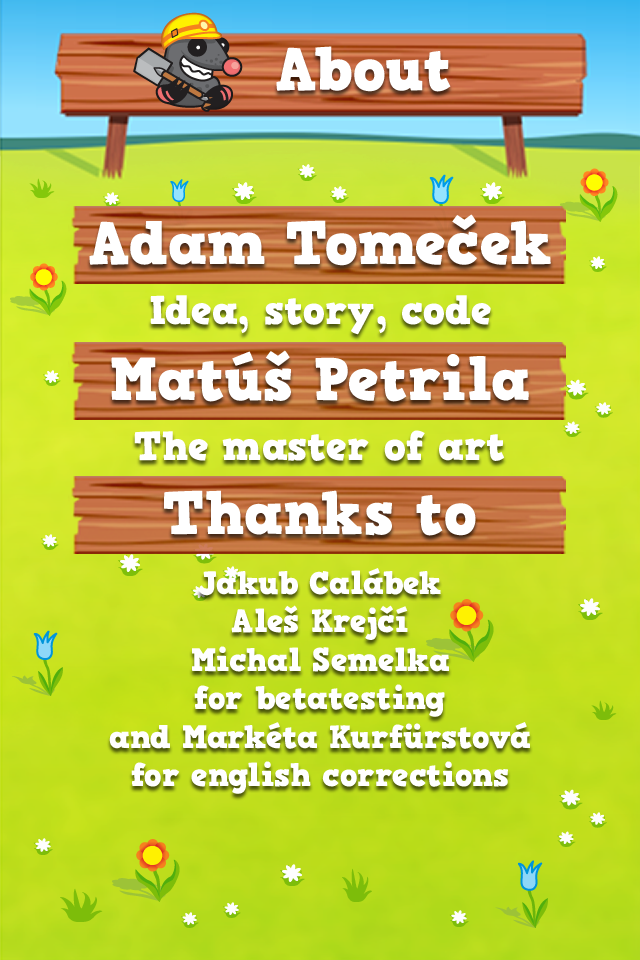 About
Adam Tomeček
Idea, story, code
Matúš Petrila
The master of art
Thanks to
Jakub Calábek
Aleš Krejčí
Michal Semelka
for betatesting
and Markéta Kurfürstová
for english corrections